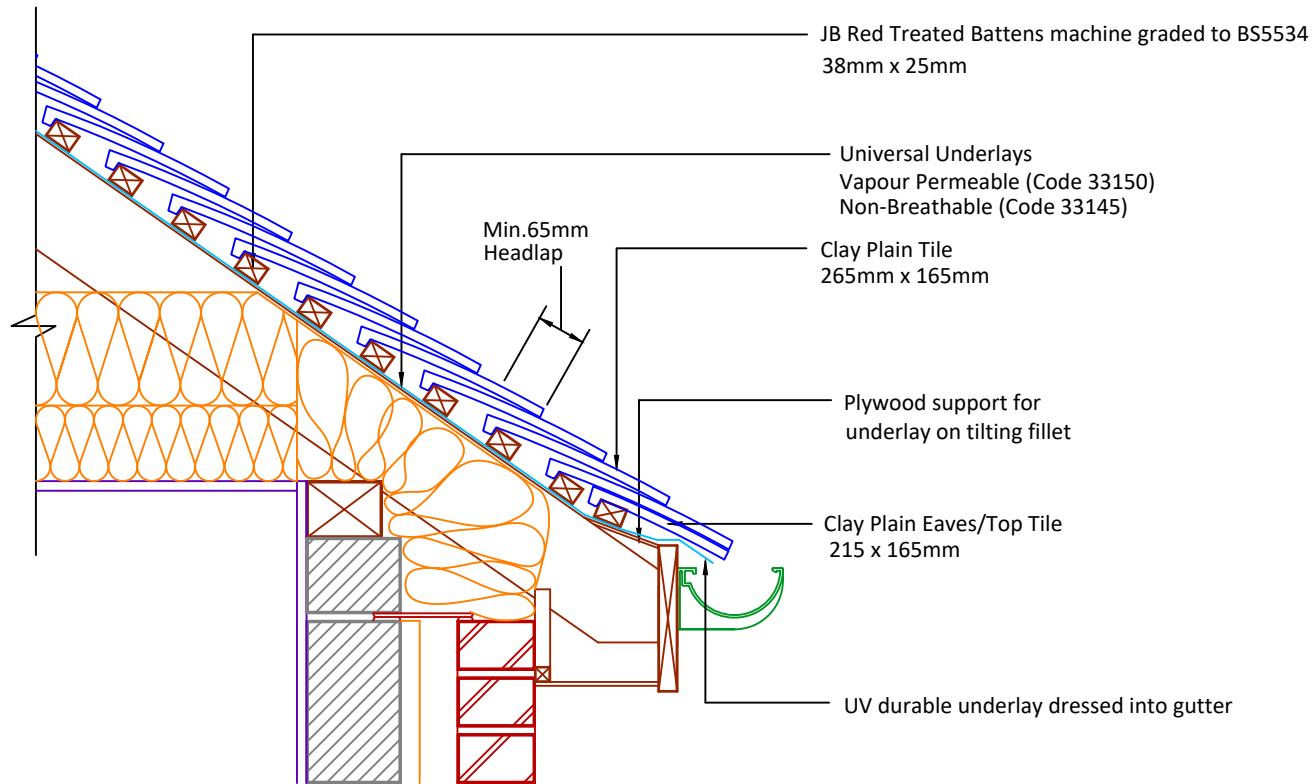 JB Red Treated Battens machine graded to BS5534
38mm x 25mm
Universal Underlays
Vapour Permeable (Code 33150)
Non-Breathable (Code 33145)
Min.65mm
Headlap
Clay Plain Tile
265mm x 165mm
Plywood support for
underlay on tilting fillet
Clay Plain Eaves/Top Tile
215 x 165mm
UV durable underlay dressed into gutter